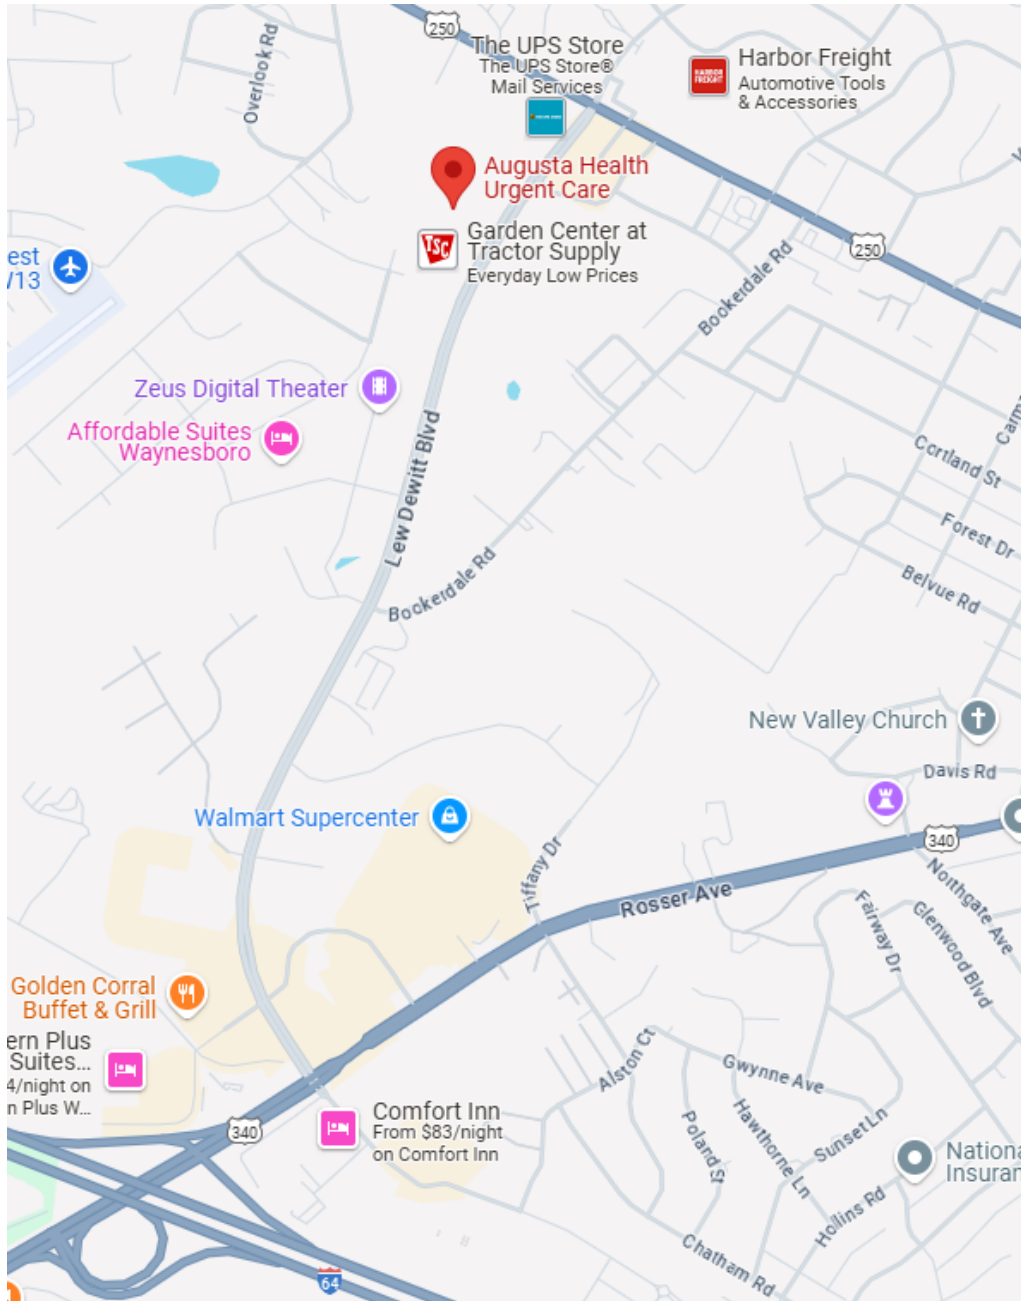 250
Overlook Rd
The UPS Store
The UPS Store®
Mail Services
Harbor Freight
Automotive Tools
& Accessories
HARBOR
FREIGHT
Augusta Health
Urgent Care
TSC
Garden Center at
Tractor Supply
Everyday Low Prices
250
Bookerdale Rd
est
W13
Zeus Digital Theater
Affordable Suites
Waynesboro
Lew Dewitt Blvd
Cortland St
Forest Dr
Belvue Rd
Bookerdale Rd
New Valley Church
Davis Rd
Walmart Supercenter
340
Tiffany Dr
Rosser Ave
Northgate Ave
Fairway Dr
Glenwood Blvd
Golden Corral
Buffet & Grill
ern Plus
Suites...
4/night on
n Plus W...
Alston Ct
Gwynne Ave
Comfort Inn
From $83/night
on Comfort Inn
340
Poland St
Hawthorne Ln
Sunset Ln
Nationa
Insuran
Hollins Rd
Chatham Rd
64